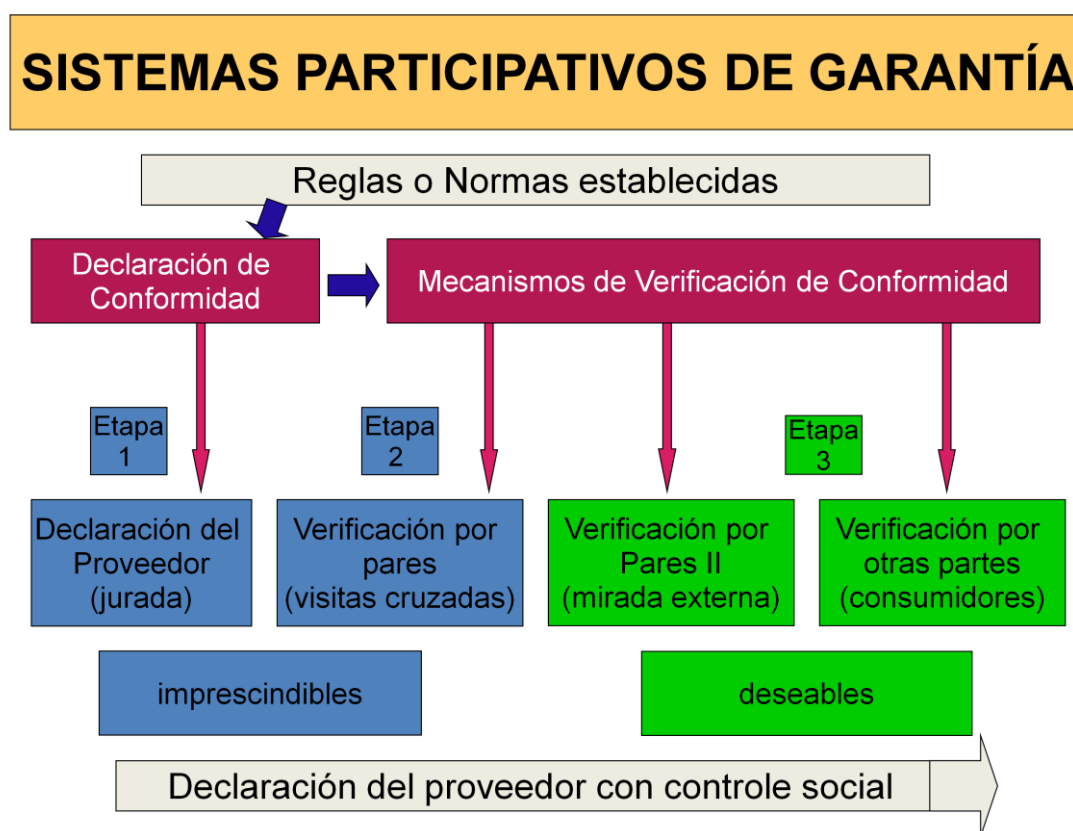 SISTEMAS PARTICIPATIVOS DE GARANTÍA
Reglas o Normas establecidas
Declaración de
Conformidad
Mecanismos de Verificación de Conformidad
Etapa
1
Etapa
2
Etapa
3
Declaración del
Proveedor
(jurada)
Verificación por
pares
(visitas cruzadas)
Verificación por
Pares II
(mirada externa)
Verificación por
otras partes
(consumidores)
imprescindibles
deseables
Declaración del proveedor con controle social